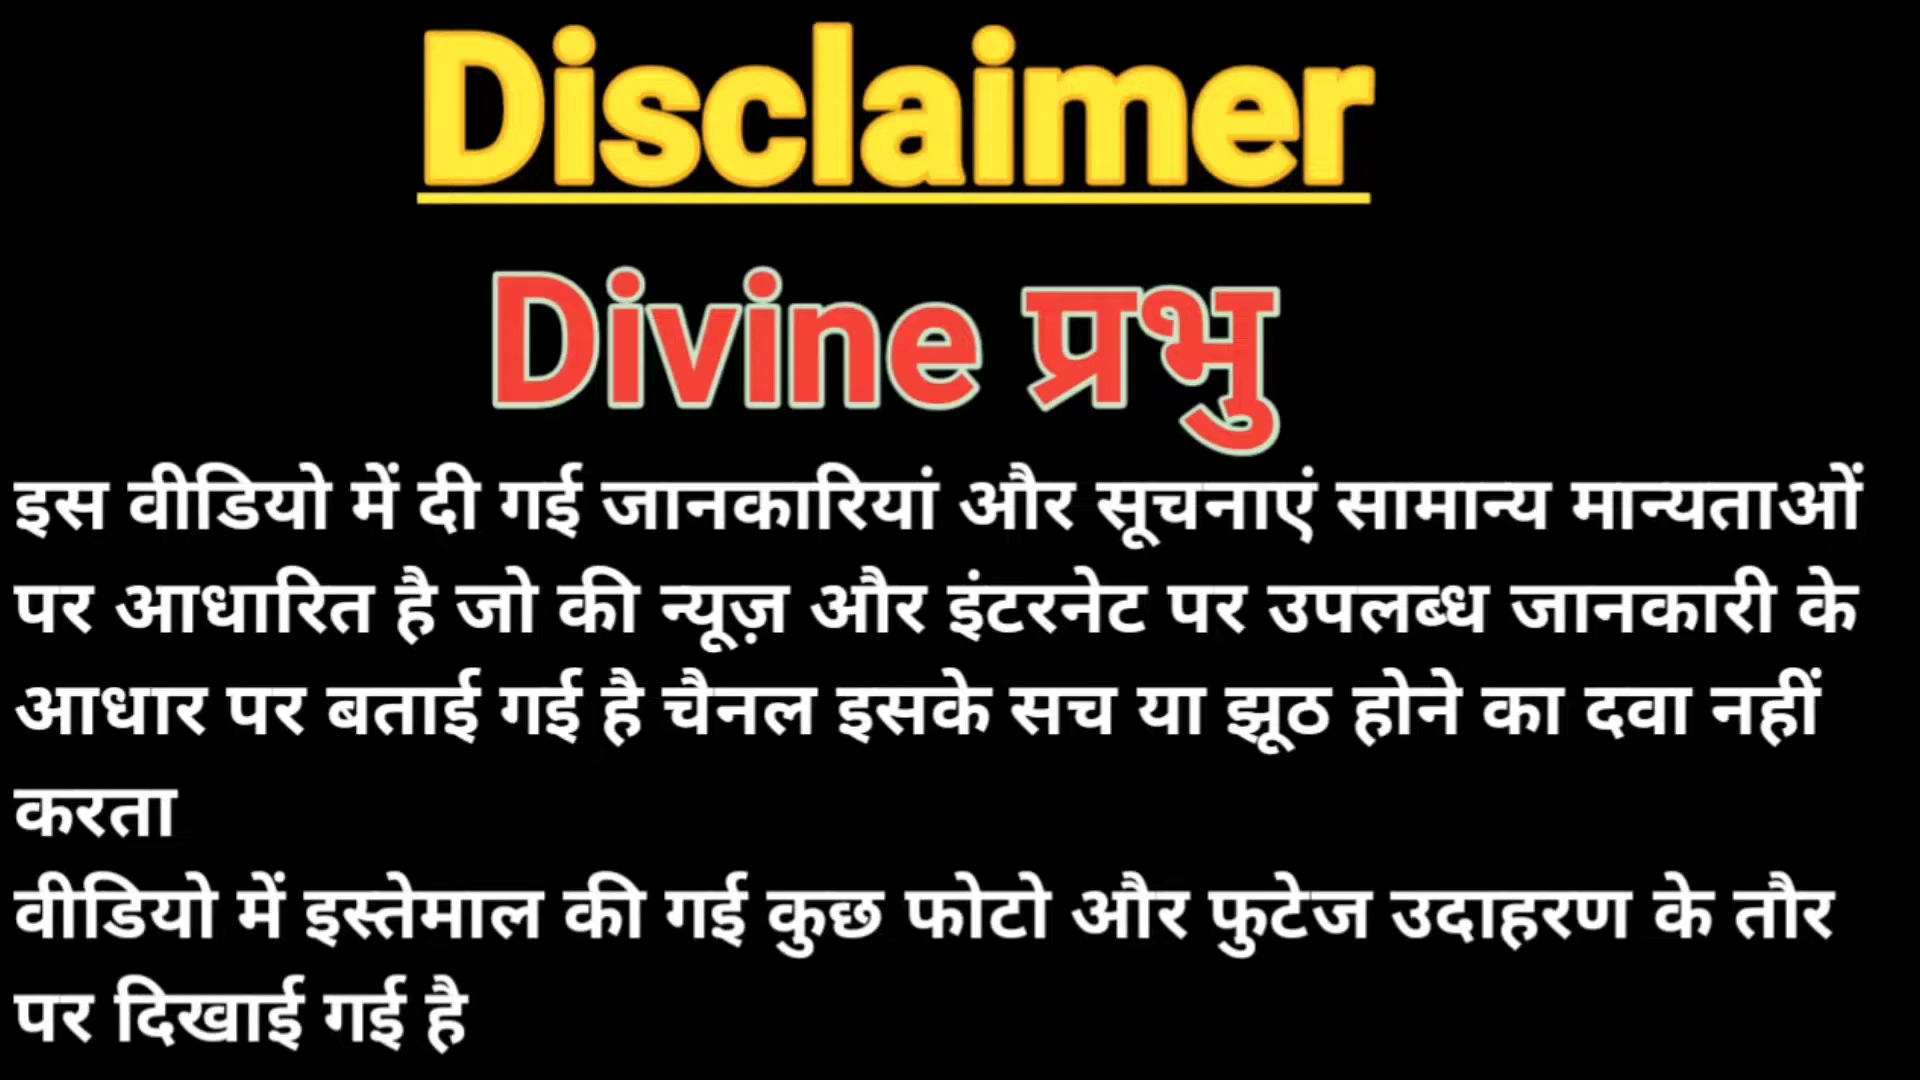 Disclaimer
Divine प्रभु
इस वीडियो में दी गई जानकारियां और सूचनाएं सामान्य मान्यताओं
पर आधारित है जो की न्यूज़ और इंटरनेट पर उपलब्ध जानकारी के
आधार पर बताई गई है चैनल इसके सच या झूठ होने का दवा नहीं
करता
वीडियो में इस्तेमाल की गई कुछ फोटो और फुटेज उदाहरण के तौर
पर दिखाई गई है